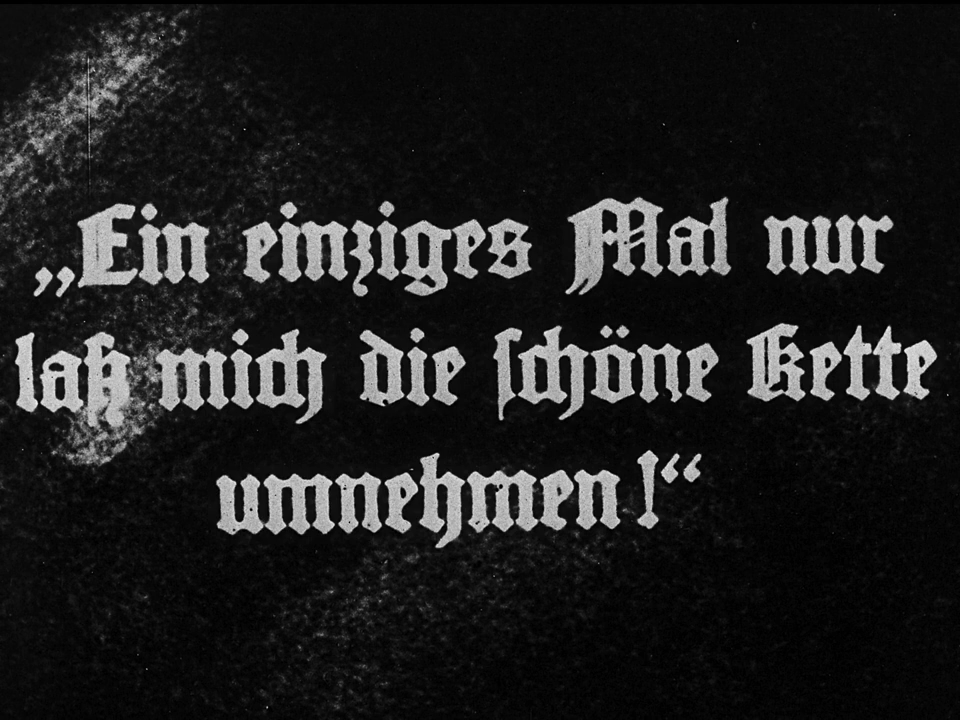 „Ein einziges Mal nur
laß mich die schöne Kette
umnehmen!“